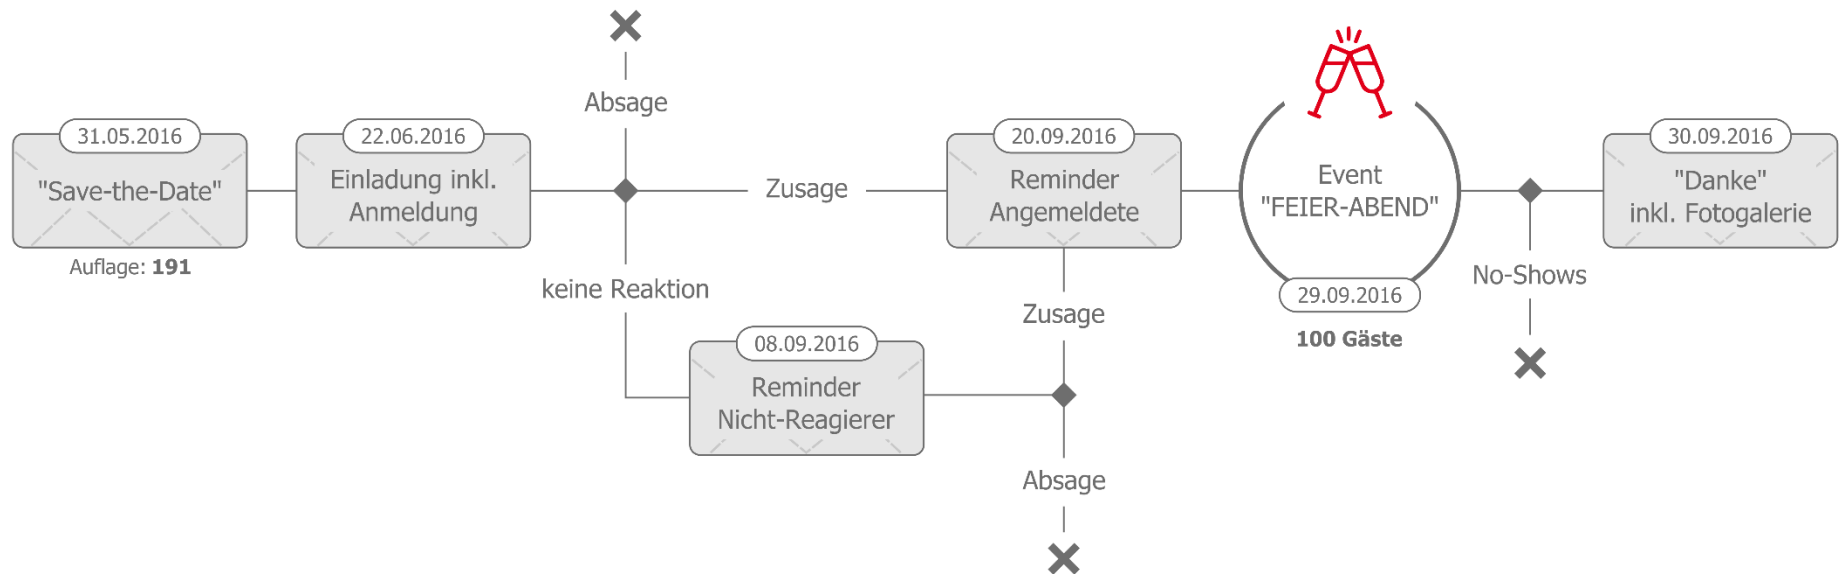 Absage
31.05.2016
"Save-the-Date"
Auflage: 191
22.06.2016
Einladung inkl.
Anmeldung
Zusage
keine Reaktion
08.09.2016
Reminder
Nicht-Reagierer
20.09.2016
Reminder
Angemeldete
Zusage
Absage
Event
"FEIER-ABEND"
29.09.2016
100 Gäste
No-Shows
30.09.2016
"Danke"
inkl. Fotogalerie